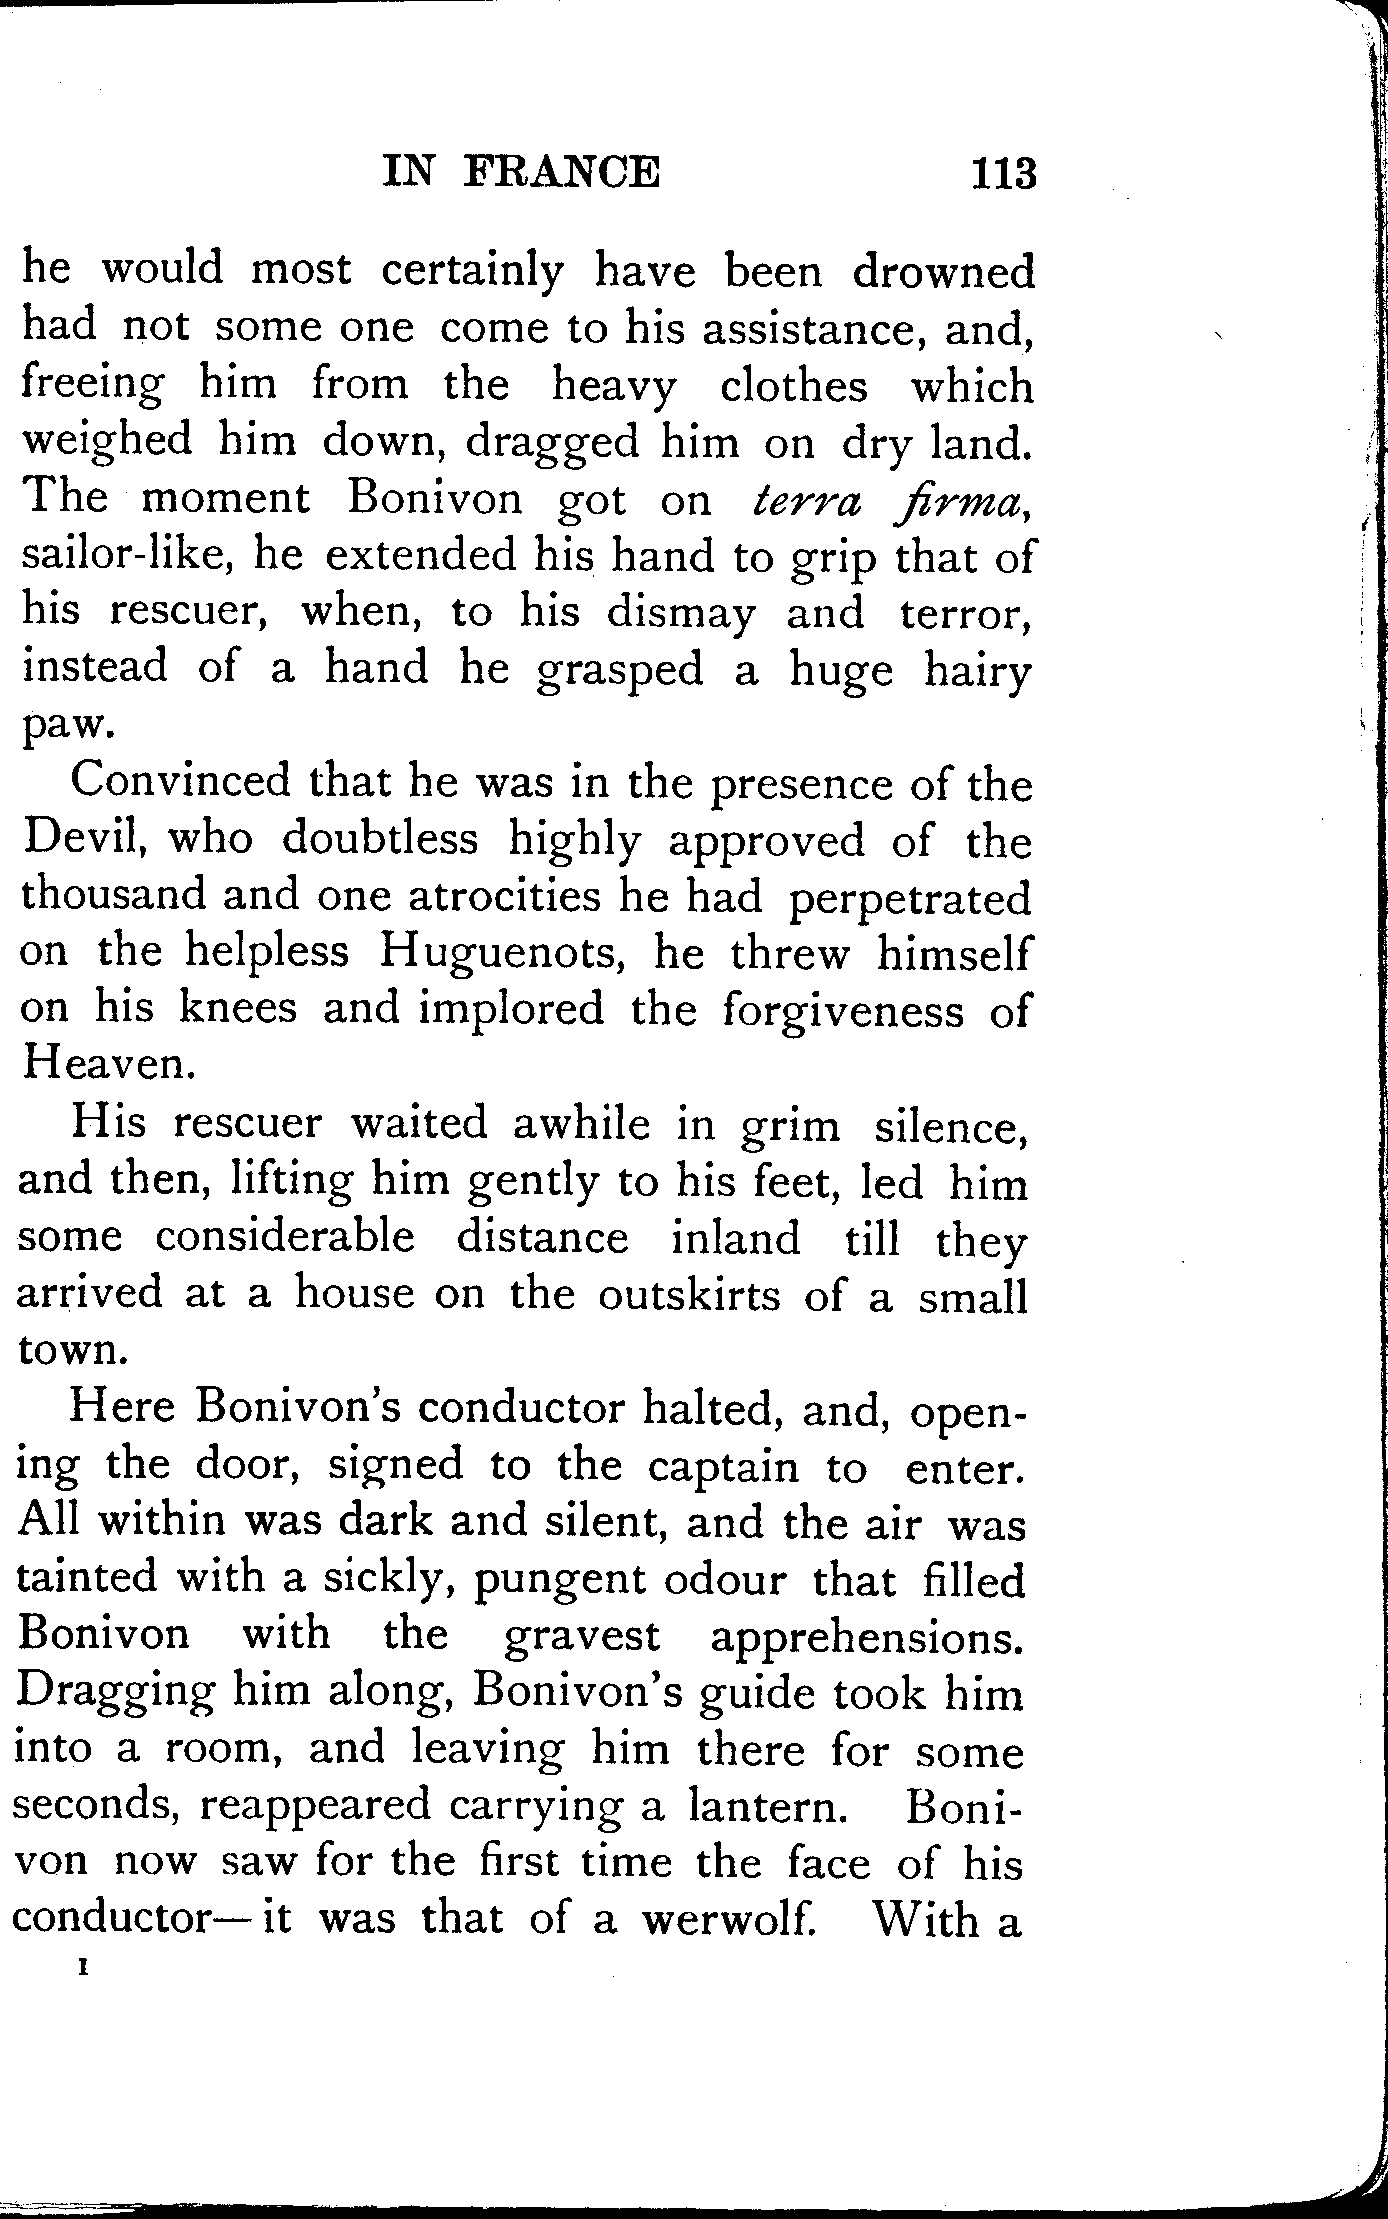 IN FRANCE 113
he would most certainly have been drowned
had not some one come to his assistance, and,
freeing him from the heavy clothes which
weighed him down, dragged him on dry land.
The moment Bonivon got on terra firma,
sailor-like, he extended his hand to grip that of
his rescuer, when, to his dismay and terror,
instead of a hand he grasped a huge hairy
paw.
Convinced that he was in the presence of the
Devil, who doubtless highly approved of the
thousand and one atrocities he had perpetrated
on the helpless Huguenots, he threw himself
on his knees and implored the forgiveness of
Heaven.
His rescuer waited awhile in grim silence,
and then, lifting him gently to his feet, led him
some considerable distance inland till they
arrived at a house on the outskirts of a small
town.
Here Bonivon's conductor halted, and, open-
ing the door, signed to the captain to enter.
All within was dark and silent, and the air was
tainted with a sickly, pungent odour that filled
Bonivon with the gravest apprehensions.
Dragging him along, Bonivon's guide took him
into a room, and leaving him there for some
seconds, reappeared carrying a lantern. Boni-
von now saw for the first time the face of his
conductor—it was that of a werwolf. With a
I